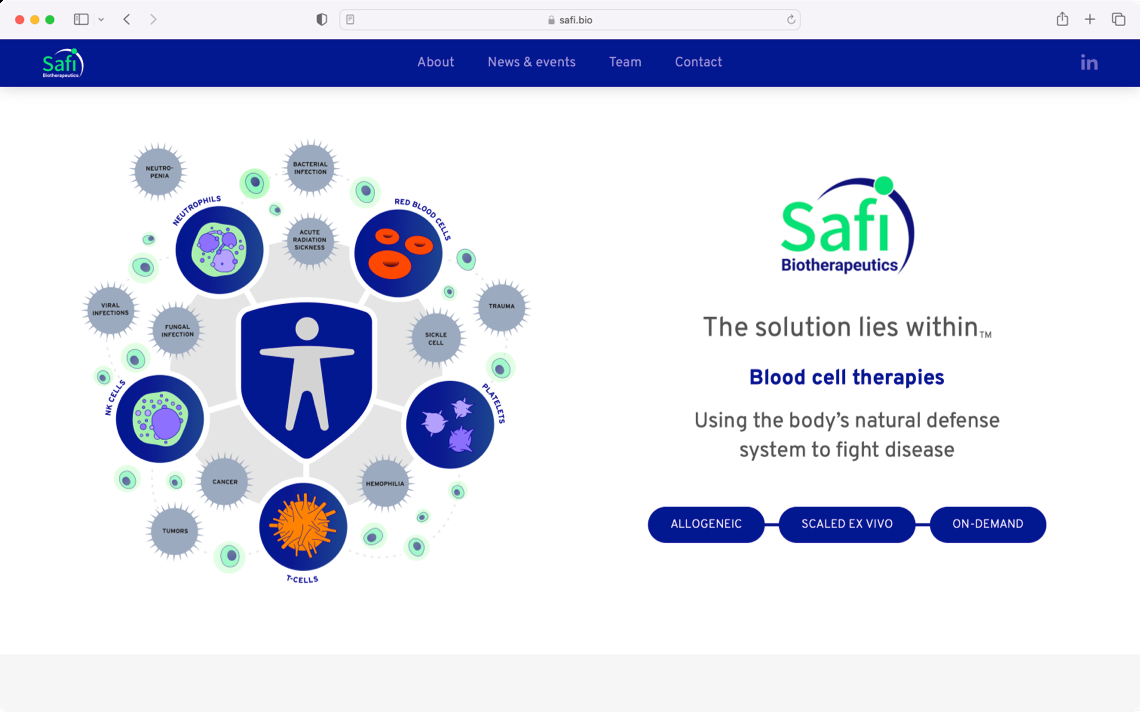 safi.bio
Safi
Biotherapeutics
About
News & events
Team
Contact
in
NEUTRO-
PENIA
BACTERIAL
INFECTION
NEUTROPHILS
RED BLOOD CELLS
ACUTE
RADIATION
SICKNESS
VIRAL
INFECTIONS
FUNGAL
INFECTION
TRAUMA
SICKLE
CELL
NK CELLS
PLATELETS
CANCER
HEMOPHILIA
TUMORS
T-CELLS
Safi
Biotherapeutics
The solution lies within™
Blood cell therapies
Using the body’s natural defense
system to fight disease
ALLOGENEIC
SCALED EX VIVO
ON-DEMAND